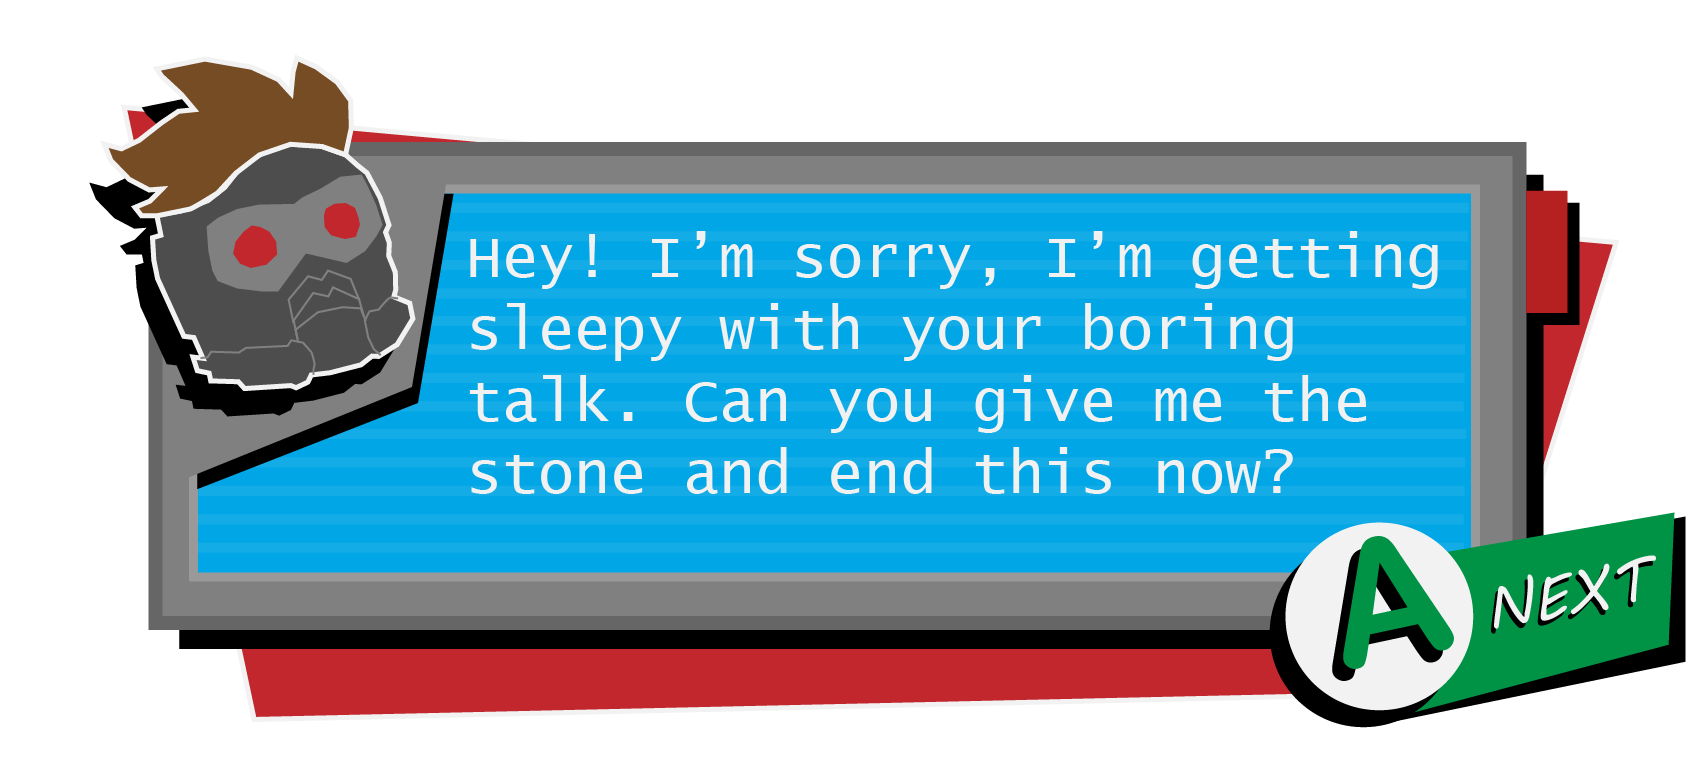 Hey! I’m sorry, I’m getting
sleepy with your boring
talk. Can you give me the
stone and end this now?
A NEXT